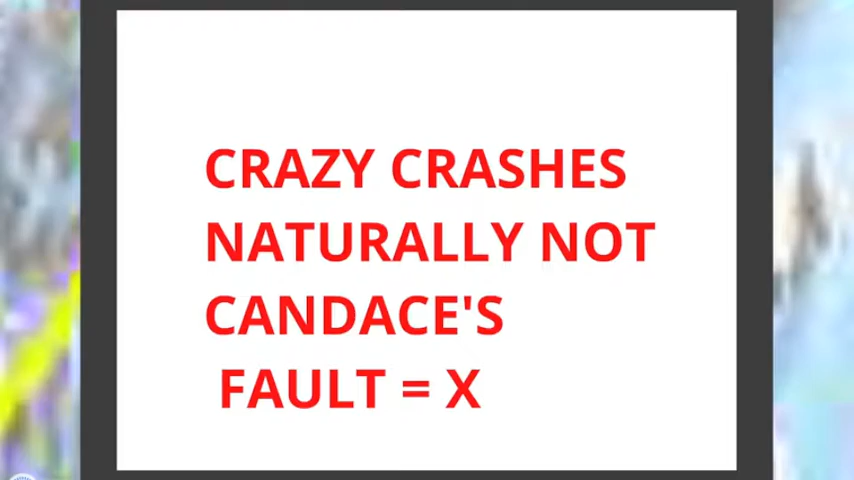 CRAZY CRASHES
NATURALLY NOT
CANDACE'S
FAULT = X